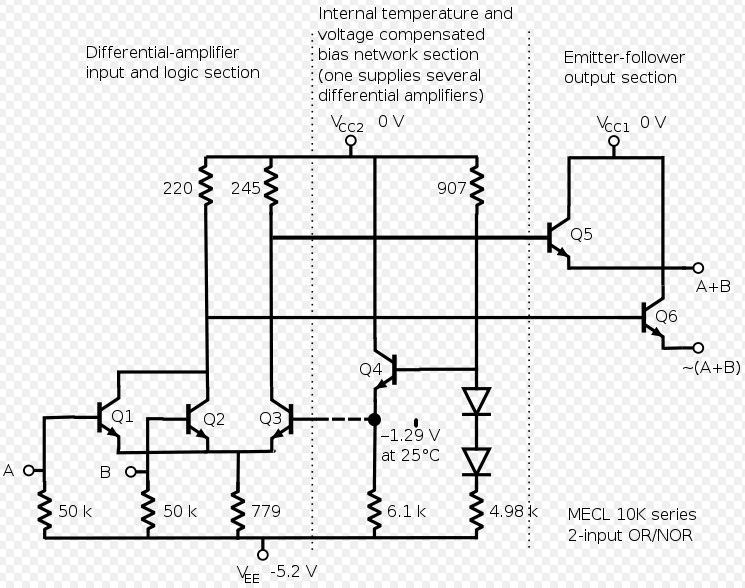 Internal temperature and
voltage compensated
bias network section
(one supplies several
differential amplifiers)
Differential-amplifier
input and logic section
Emitter-follower
output section
VCC2 0 V
VCC1 0 V
220
245
907
Q5
A+B
Q6
~(A+B)
Q4
Q1
Q2
Q3
–1.29 V
at 25°C
A
B
50 k
50 k
779
6.1 k
4.98 k
MECL 10K series
2-input OR/NOR
VEE -5.2 V